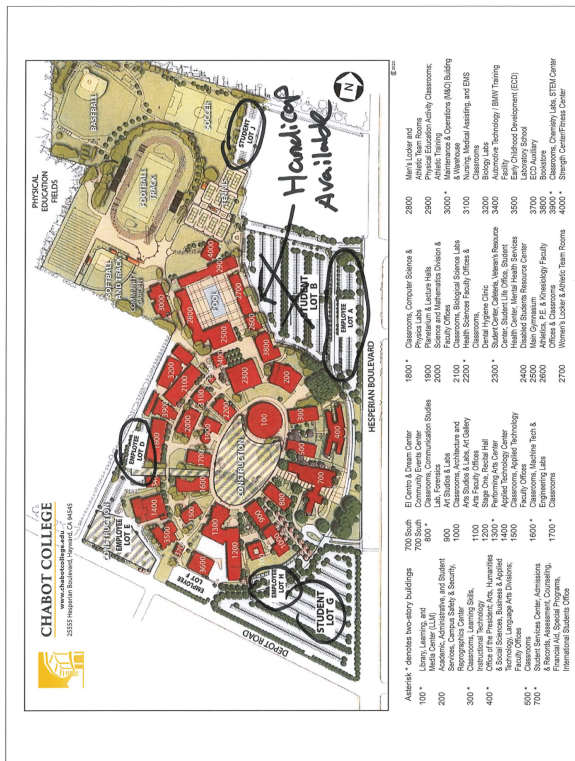 CHABOT COLLEGE
www.chabotcollege.edu
25555 Hesperian Boulevard, Hayward, CA 94545
PHYSICAL
EDUCATION
FIELDS
BASEBALL
SOCCER
FOOTBALL
TRACK
SOFTBALL
AND TRACK
COMMUNITY
GARDEN
TENNIS
POOL
STUDENT
LOT J
Handicap
Available
STUDENT
LOT B
EMPLOYEE
LOT A
HESPERIAN BOULEVARD
EMPLOYEE
LOT D
CONSTRUCTION
EMPLOYEE
LOT E
CONSTRUCTION
EMPLOYEE
LOT
EMPLOYEE
LOT H
STUDENT
LOT G
DEPOT ROAD
N
Asterisk * denotes two-story buildings
100 * Library, Learning, and
Media Center (LLM)
200 Academic, Administrative, and Student
Services, Campus Safety & Security,
Reprographics Center
300 * Classrooms, Learning Skills,
Instructional Technology
400 * Office of the President; Arts, Humanities
& Social Sciences, Business & Applied
Technology, Language Arts Divisions;
Faculty Offices
500 * Classrooms
700 * Student Services Center, Admissions
& Records, Assessment, Counseling,
Financial Aid, Special Programs,
International Students Office
700 South El Centro & Dream Center
700 South Community Events Center
800 * Classrooms, Communication Studies
Lab, Forensics
900 Art Studios & Labs
1000 Classrooms, Architecture and
Arts Studios & Labs, Art Gallery
1100 Arts Faculty Offices
1200 Stage One, Recital Hall
1300 * Performing Arts Center
1400 Applied Technology Center
1500 Classrooms, Applied Technology
Faculty Offices
1600 * Classrooms, Machine Tech &
Engineering Labs
1700 * Classrooms
1800 * Classrooms, Computer Science &
Physics Labs
1900 Planetarium & Lecture Halls
2000 Science and Mathematics Division &
Faculty Offices
2100 Classrooms, Biological Science Labs
2200 * Health Sciences Faculty Offices &
Classrooms,
Dental Hygiene Clinic
2300 * Student Center, Cafeteria, Veteran's Resource
Center, Student Life Office, Student
Health Center, Mental Health Services
2400 Disabled Students Resource Center
2500 Main Gymnasium
2600 Athletics, P.E. & Kinesiology Faculty
Offices & Classrooms
2700 Women's Locker & Athletic Team Rooms
2800 Men's Locker and
Athletic Team Rooms
2900 Physical Education Activity Classrooms;
Athletic Training
3000 * Maintenance & Operations (M&O) Building
& Warehouse
3100 Nursing, Medical Assisting, and EMS
Classrooms
3200 Biology Labs
3400 Automotive Technology / BMW Training
Facility
3500 Early Childhood Development (ECD)
Laboratory School
3700 ECD Auxiliary
3800 Bookstore
3900 * Classrooms, Chemistry Labs, STEM Center
4000 * Strength Center/Fitness Center